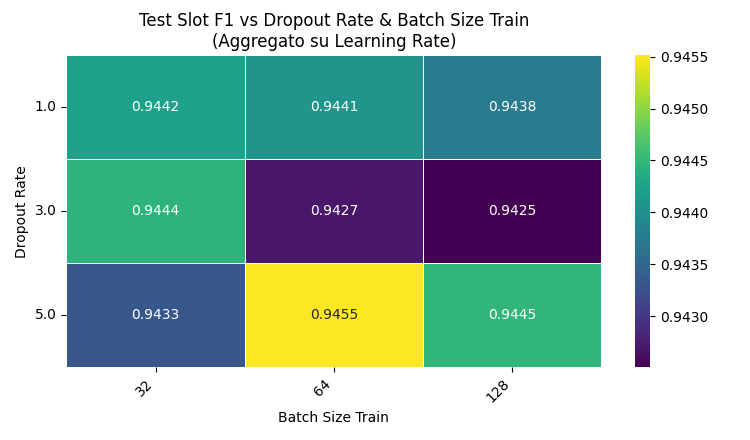 Test Slot F1 vs Dropout Rate & Batch Size Train
(Aggregato su Learning Rate)
Dropout Rate
1.0 0.9442 0.9441 0.9438
3.0 0.9444 0.9427 0.9425
5.0 0.9433 0.9455 0.9445
32 64 128
Batch Size Train
0.9455
0.9450
0.9445
0.9440
0.9435
0.9430